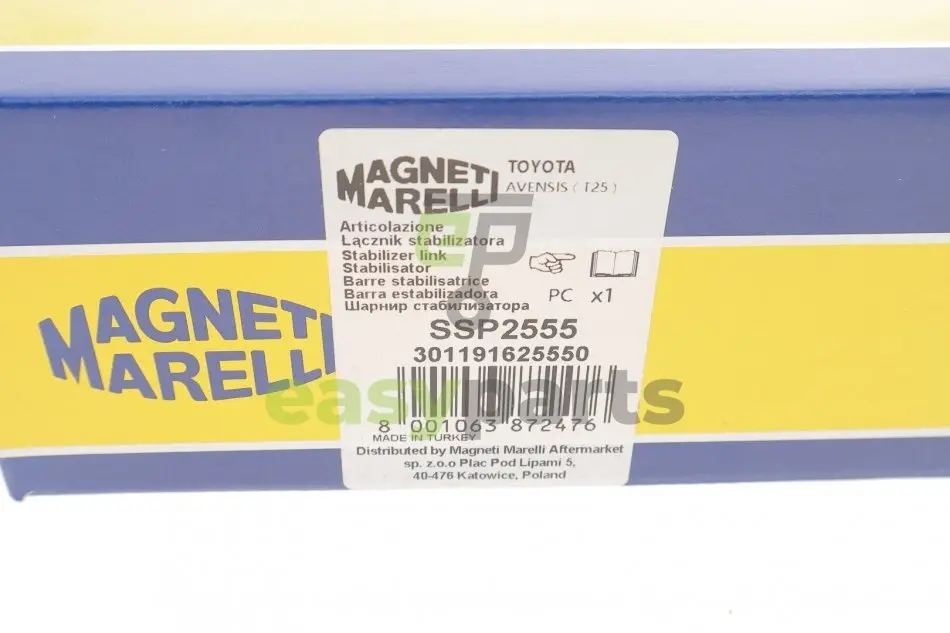 MAGNETI
MARELLI
TOYOTA
AVENSIS ( T25 )
Articolazione
Łącznik stabilizatora
Stabilizer link
Stabilisator
Barre stabilisatrice
Barra estabilizadora
Шарнир стабилизатора
PC x1
SSP2555
301191625550
8 001063 872476
MADE IN TURKEY
Distributed by Magneti Marelli Aftermarket
sp. z.o.o Plac Pod Lipami 5,
40-476 Katowice, Poland
MAGNETI
MARELLI
ep
easyparts